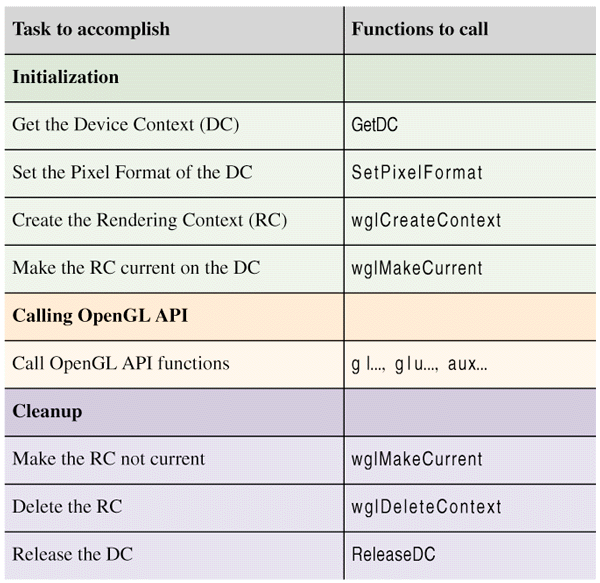 Task to accomplish Functions to call
Initialization
Get the Device Context (DC) GetDC
Set the Pixel Format of the DC SetPixelFormat
Create the Rendering Context (RC) wglCreateContext
Make the RC current on the DC wglMakeCurrent
Calling OpenGL API
Call OpenGL API functions gl..., glu..., aux...
Cleanup
Make the RC not current wglMakeCurrent
Delete the RC wglDeleteContext
Release the DC ReleaseDC